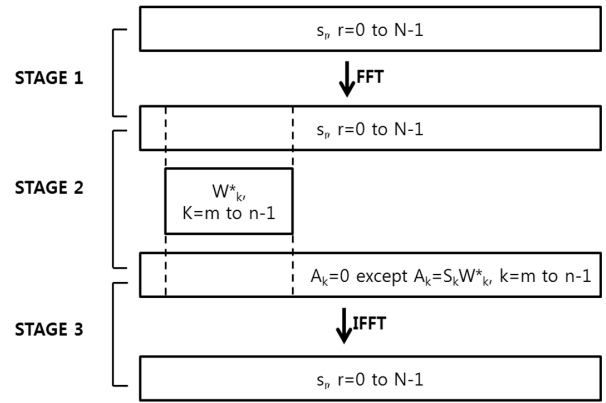 s_r, r=0 to N-1
STAGE 1
FFT
s_r, r=0 to N-1
STAGE 2
W*_k,
K=m to n-1
A_k=0 except A_k=S_kW*_k, k=m to n-1
STAGE 3
IFFT
s_r, r=0 to N-1